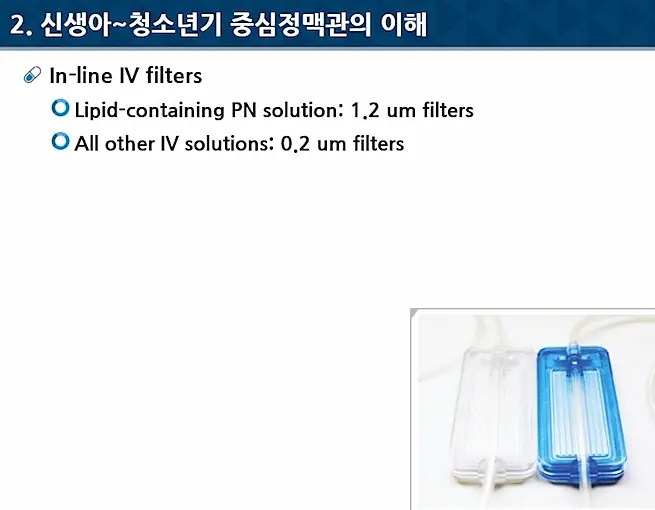 2. 신생아~청소년기 중심정맥관의 이해
In-line IV filters
Lipid-containing PN solution: 1.2 um filters
All other IV solutions: 0.2 um filters